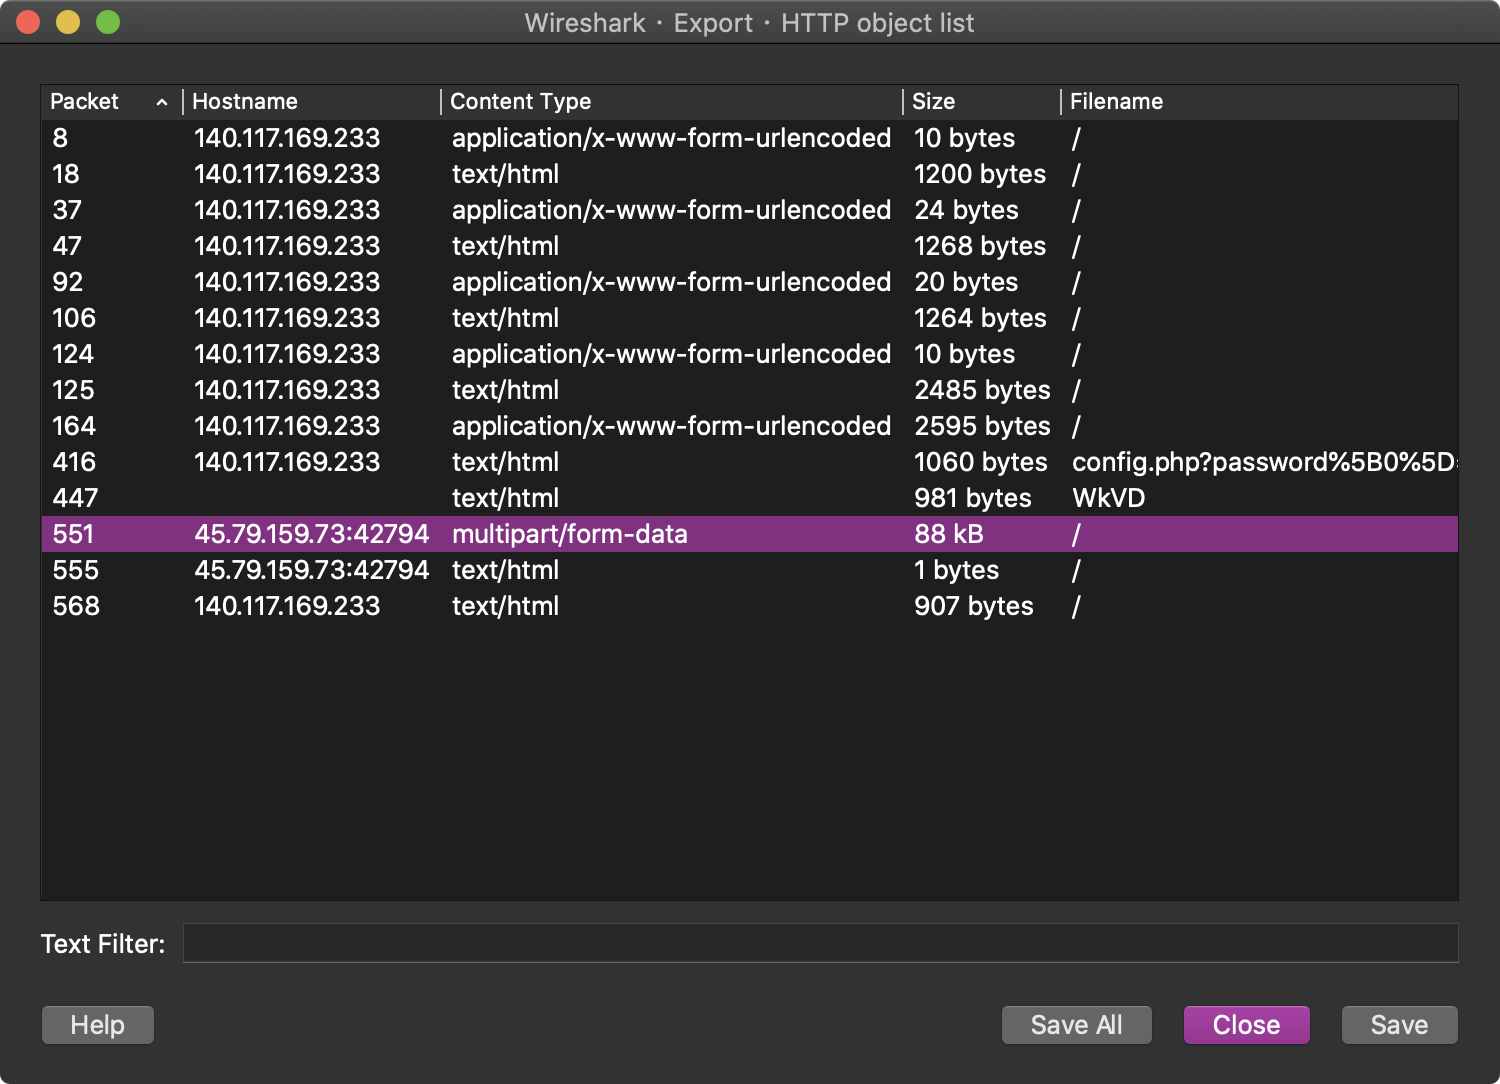 Wireshark · Export · HTTP object list
Packet Hostname Content Type Size Filename
8 140.117.169.233 application/x-www-form-urlencoded 10 bytes /
18 140.117.169.233 text/html 1200 bytes /
37 140.117.169.233 application/x-www-form-urlencoded 24 bytes /
47 140.117.169.233 text/html 1268 bytes /
92 140.117.169.233 application/x-www-form-urlencoded 20 bytes /
106 140.117.169.233 text/html 1264 bytes /
124 140.117.169.233 application/x-www-form-urlencoded 10 bytes /
125 140.117.169.233 text/html 2485 bytes /
164 140.117.169.233 application/x-www-form-urlencoded 2595 bytes /
416 140.117.169.233 text/html 1060 bytes config.php?password%5B0%5D=
447 text/html 981 bytes WkVD
551 45.79.159.73:42794 multipart/form-data 88 kB /
555 45.79.159.73:42794 text/html 1 bytes /
568 140.117.169.233 text/html 907 bytes /
Text Filter:
Help Save All Close Save